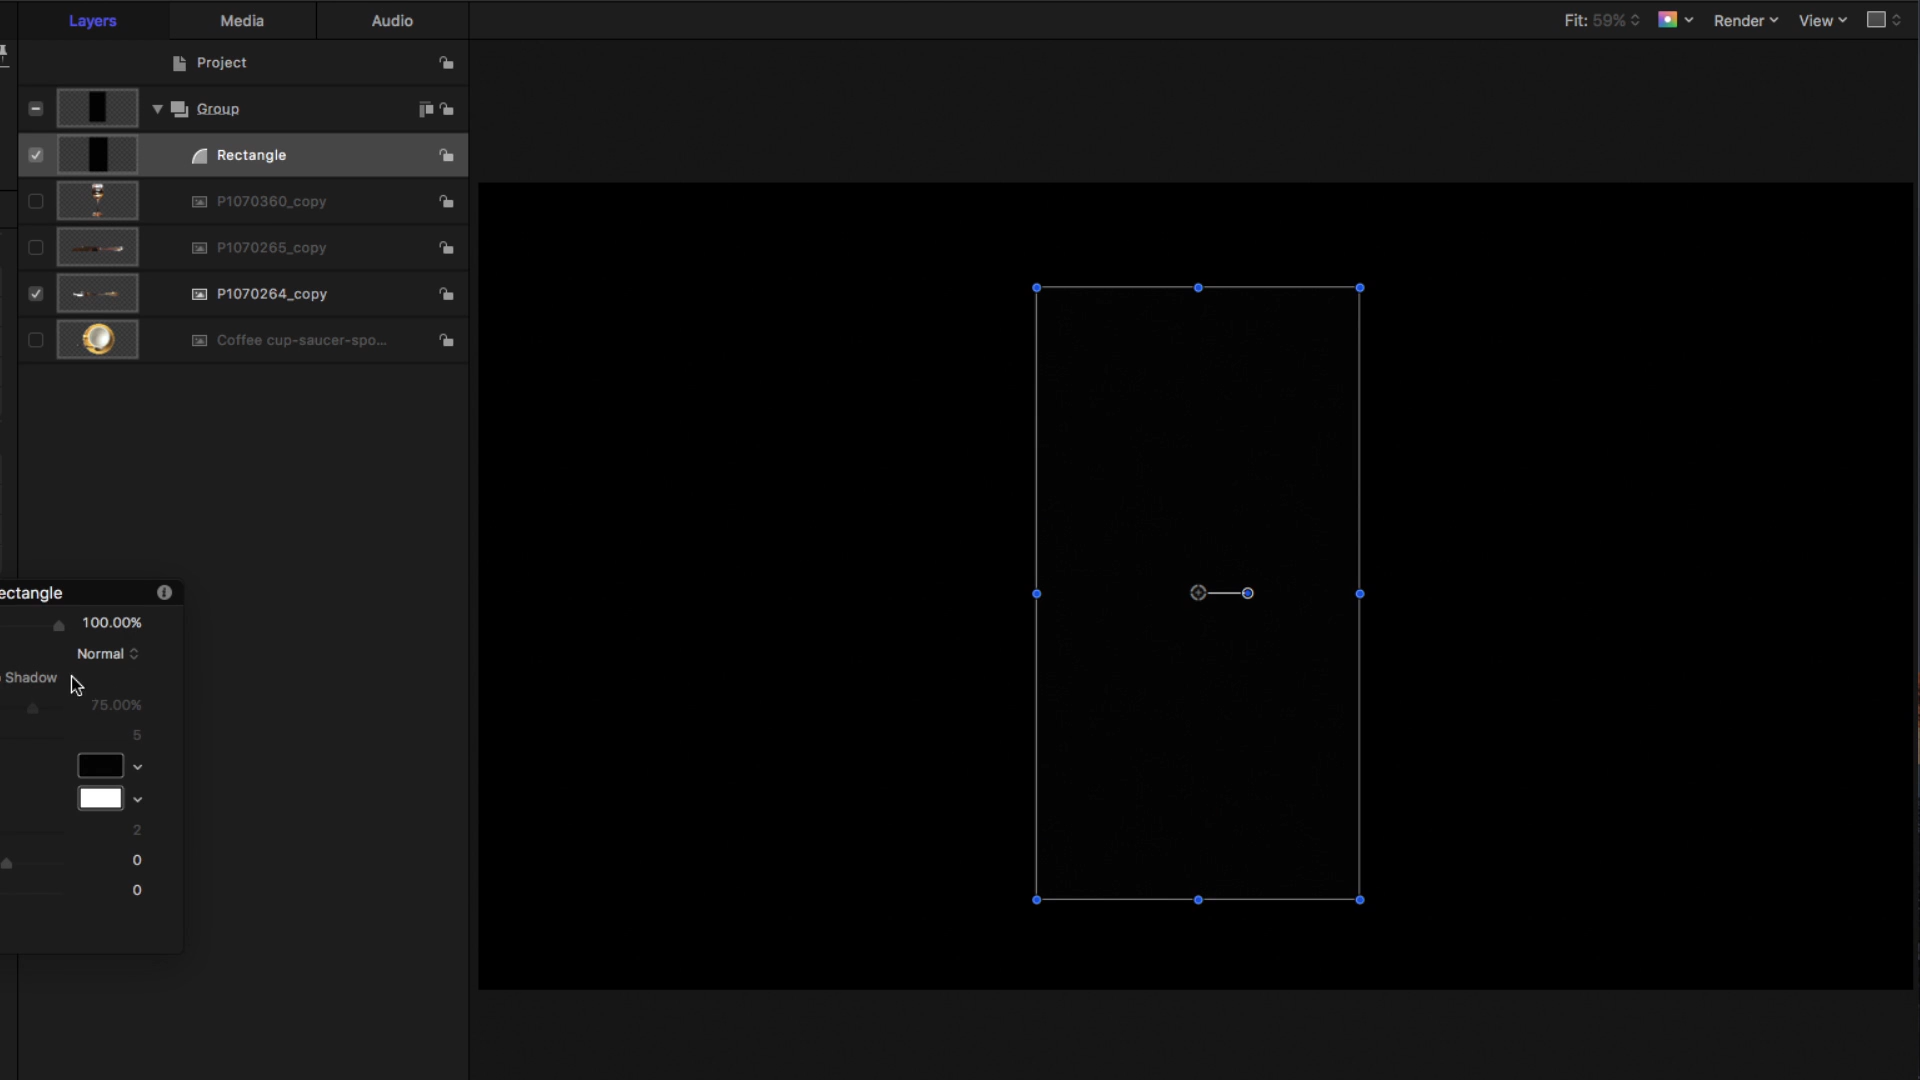 Layers
Media
Audio
Fit: 59%
Render
View
Project
Group
Rectangle
P1070360_copy
P1070265_copy
P1070264_copy
Coffee cup-saucer-spo...
ectangle
100.00%
Normal
Shadow
75.00%
5
2
0
0